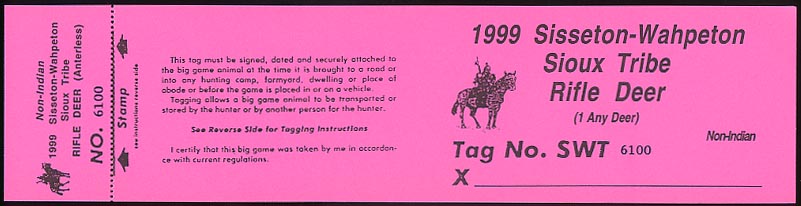 Non-Indian
1999 Sisseton-Wahpeton
Sioux Tribe
RIFLE DEER (Anterless)
NO. 6100
Stamp
see instructions reverse side
This tag must be signed, dated and securely attached to
the big game animal at the time it is brought to a road or
into any hunting camp, farmyard, dwelling or place of
abode or before the game is placed in or on a vehicle.
Tagging allows a big game animal to be transported or
stored by the hunter or by another person for the hunter.
See Reverse Side for Tagging Instructions
I certify that this big game was taken by me in accordan-
ce with current regulations.
1999 Sisseton-Wahpeton
Sioux Tribe
Rifle Deer
(1 Any Deer)
Non-Indian
Tag No. SWT 6100
X